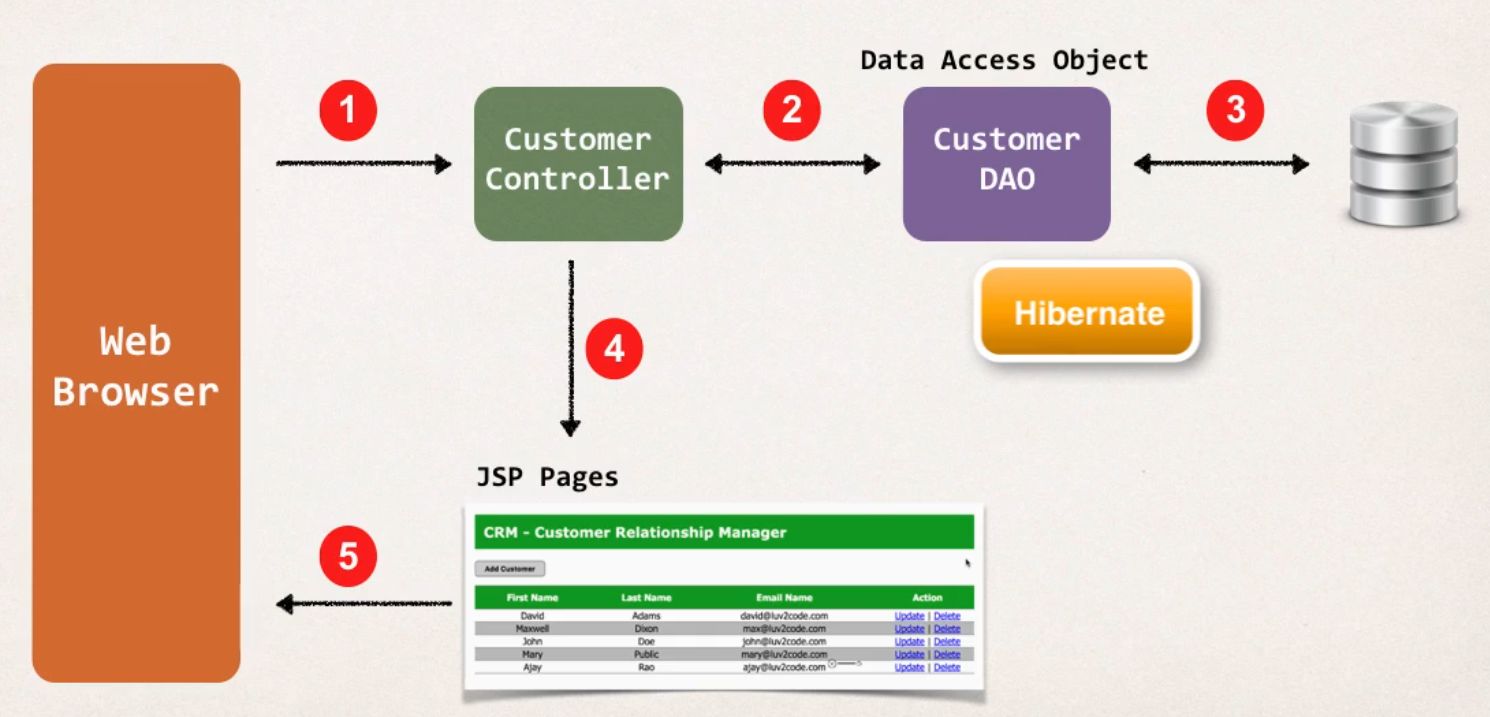 Data Access Object
1
2
3
Customer
Controller
Customer
DAO
Hibernate
Web
Browser
4
JSP Pages
5
CRM - Customer Relationship Manager
Add Customer
First Name Last Name Email Name Action
David Adams david@luv2code.com Update | Delete
Maxwell Dixon max@luv2code.com Update | Delete
John Doe john@luv2code.com Update | Delete
Mary Public mary@luv2code.com Update | Delete
Ajay Rao ajay@luv2code.com Update | Delete